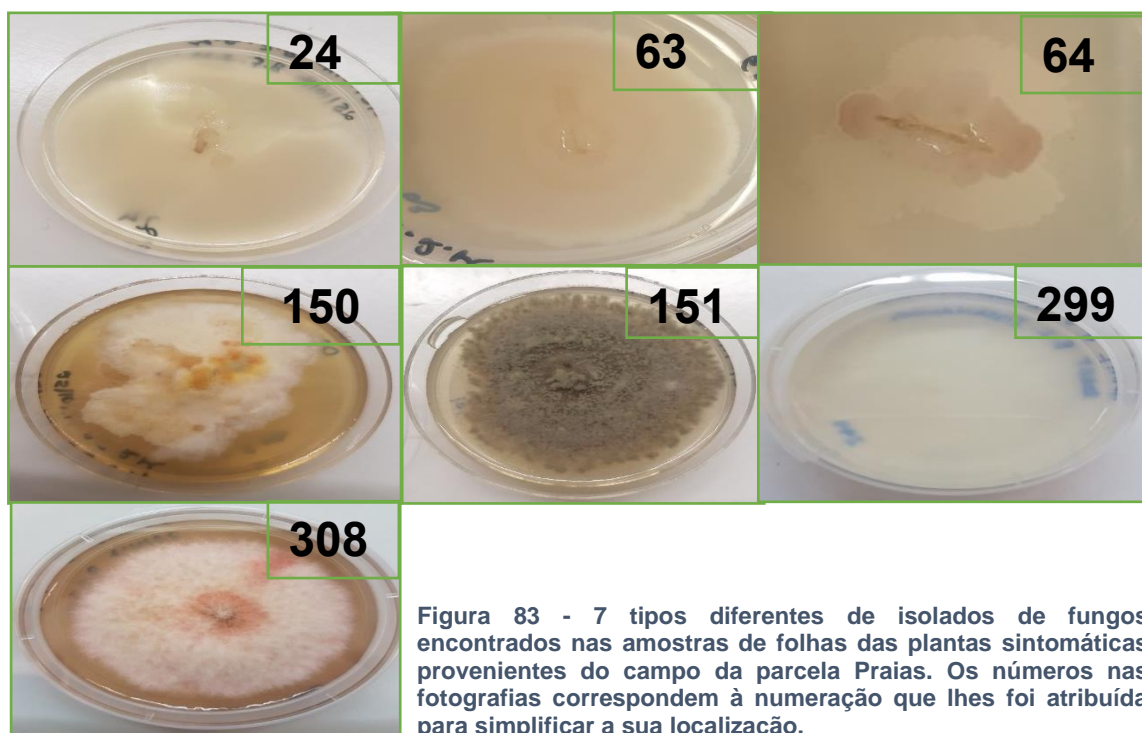 24
63
64
150
151
299
308
Figura 83 - 7 tipos diferentes de isolados de fungos
encontrados nas amostras de folhas das plantas sintomáticas
provenientes do campo da parcela Praias. Os números nas
fotografias correspondem à numeração que lhes foi atribuída
para simplificar a sua localização.